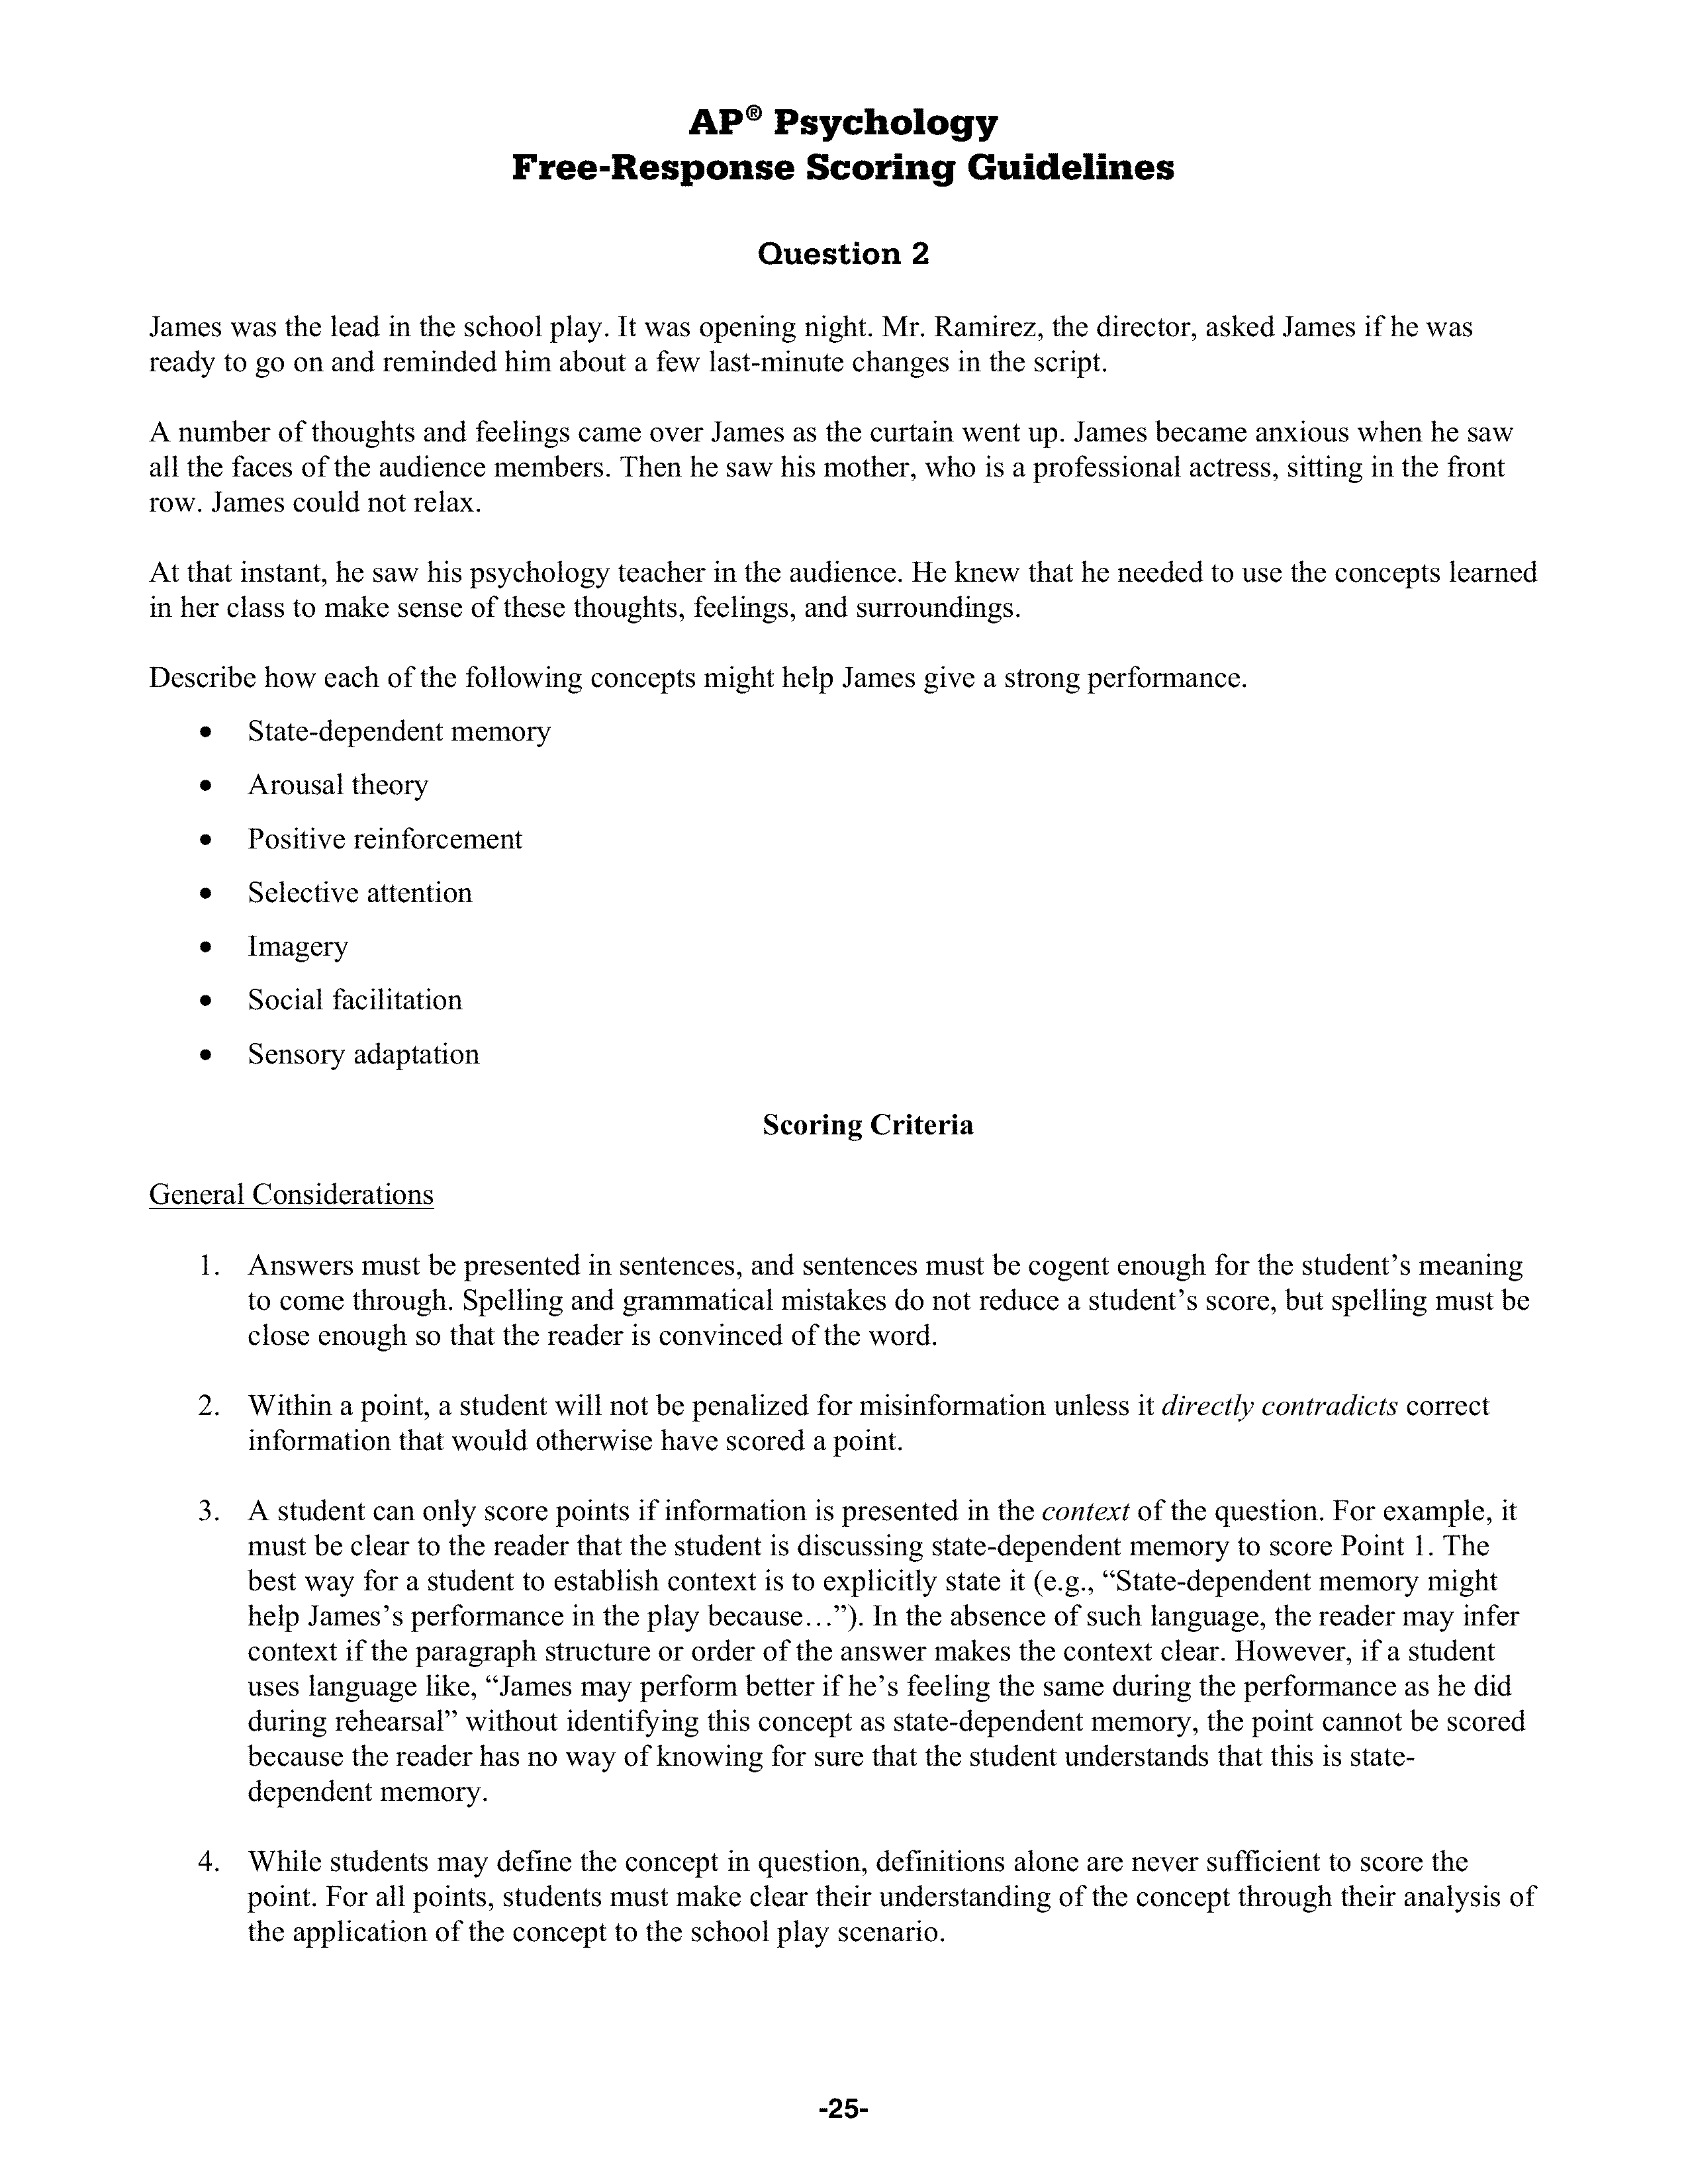 AP® Psychology
Free-Response Scoring Guidelines
Question 2
James was the lead in the school play. It was opening night. Mr. Ramirez, the director, asked James if he was
ready to go on and reminded him about a few last-minute changes in the script.
A number of thoughts and feelings came over James as the curtain went up. James became anxious when he saw
all the faces of the audience members. Then he saw his mother, who is a professional actress, sitting in the front
row. James could not relax.
At that instant, he saw his psychology teacher in the audience. He knew that he needed to use the concepts learned
in her class to make sense of these thoughts, feelings, and surroundings.
Describe how each of the following concepts might help James give a strong performance.
• State-dependent memory
• Arousal theory
• Positive reinforcement
• Selective attention
• Imagery
• Social facilitation
• Sensory adaptation
Scoring Criteria
General Considerations
1. Answers must be presented in sentences, and sentences must be cogent enough for the student’s meaning
to come through. Spelling and grammatical mistakes do not reduce a student’s score, but spelling must be
close enough so that the reader is convinced of the word.
2. Within a point, a student will not be penalized for misinformation unless it directly contradicts correct
information that would otherwise have scored a point.
3. A student can only score points if information is presented in the context of the question. For example, it
must be clear to the reader that the student is discussing state-dependent memory to score Point 1. The
best way for a student to establish context is to explicitly state it (e.g., “State-dependent memory might
help James’s performance in the play because…”). In the absence of such language, the reader may infer
context if the paragraph structure or order of the answer makes the context clear. However, if a student
uses language like, “James may perform better if he’s feeling the same during the performance as he did
during rehearsal” without identifying this concept as state-dependent memory, the point cannot be scored
because the reader has no way of knowing for sure that the student understands that this is state-
dependent memory.
4. While students may define the concept in question, definitions alone are never sufficient to score the
point. For all points, students must make clear their understanding of the concept through their analysis of
the application of the concept to the school play scenario.
-25-